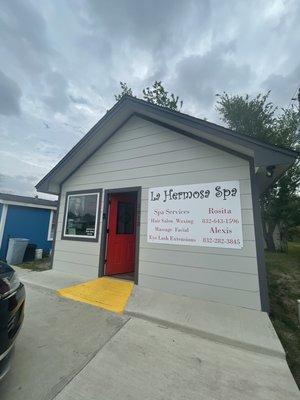 La Hermosa Spa
Spa Services Rosita
Hair Salon Waxing 832-643-1596
Massage Facial Alexis
Eye Lash Extensions 832-282-3845